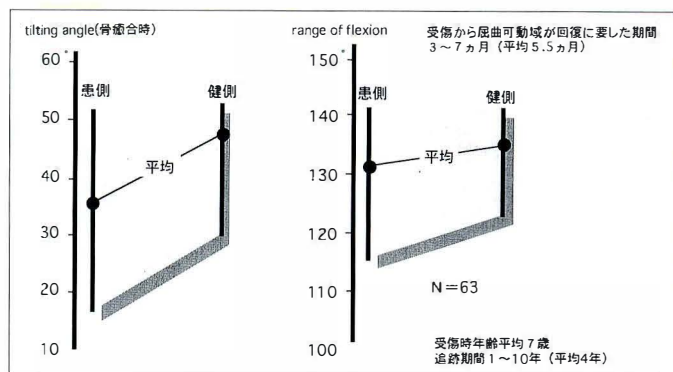 tilting angle(骨癒合時)
60
50
40
30
20
10
患側
健側
平均
range of flexion
150
140
130
120
110
100
患側
健側
平均
N=63
受傷から屈曲可動域が回復に要した期間
3〜7ヵ月(平均5.5ヵ月)
受傷時年齢平均7歳
追跡期間1〜10年(平均4年)